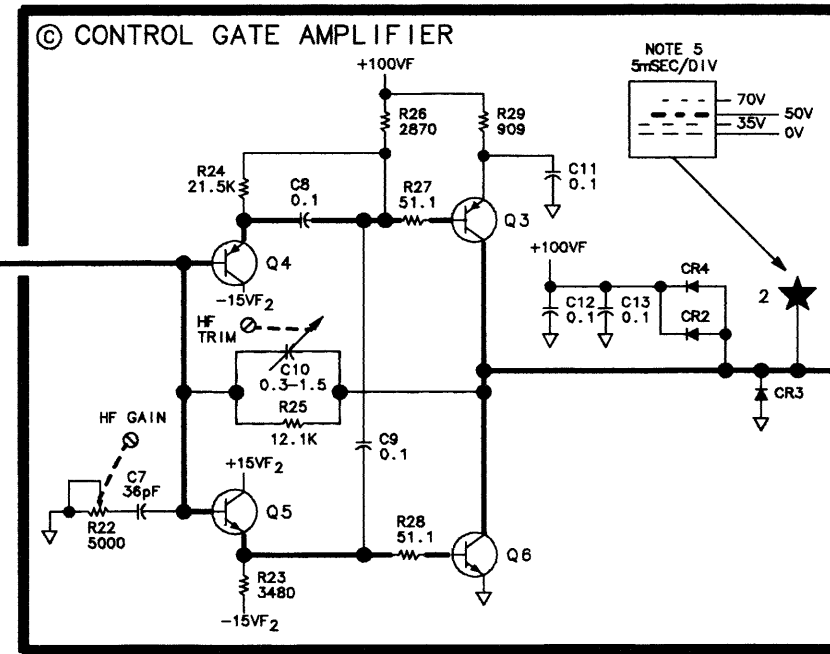 © CONTROL GATE AMPLIFIER
+100VF
NOTE 5
5mSEC/DIV
70V
50V
35V
0V
R26
2870
R29
909
R24
21.5K
C8
0.1
R27
51.1
C11
0.1
Q3
Q4
+100VF
-15VF2
CR4
C12
0.1
C13
0.1
CR2
2
HF
TRIM
C10
0.3-1.5
R25
12.1K
CR3
HF GAIN
C9
0.1
C7
36pF
+15VF2
R22
5000
Q5
R28
51.1
Q6
R23
3480
-15VF2